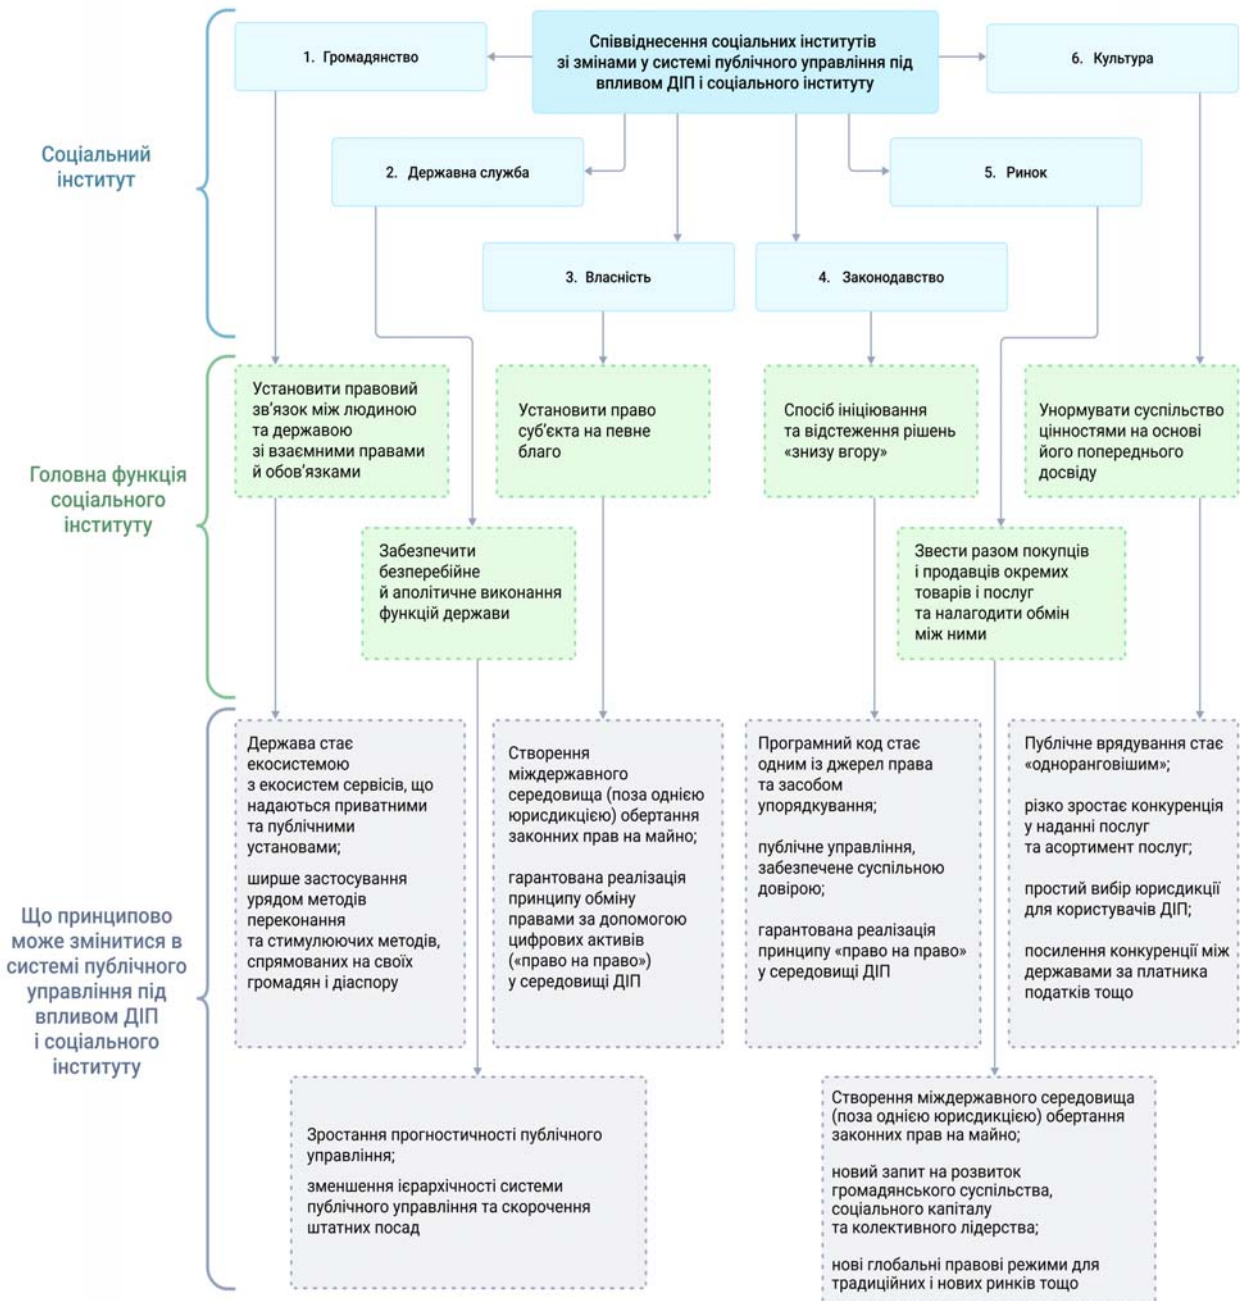 Співвіднесення соціальних інститутів
зі змінами у системі публічного управління під
впливом ДІП і соціального інституту
1. Громадянство
6. Культура
Соціальний
інститут
2. Державна служба
5. Ринок
3. Власність
4. Законодавство
Головна функція
соціального
інституту
Установити правовий
зв'язок між людиною
та державою
зі взаємними правами
й обов'язками
Установити право
суб'єкта на певне
благо
Спосіб ініціювання
та відстеження рішень
«знизу вгору»
Унормувати суспільство
цінностями на основі
його попереднього
досвіду
Забезпечити
безперебійне
й аполітичне виконання
функцій держави
Звести разом покупців
і продавців окремих
товарів і послуг
та налагодити обмін
між ними
Що принципово
може змінитися в
системі публічного
управління під
впливом ДІП
і соціального
інституту
Держава стає
екосистемою
з екосистем сервісів, що
надаються приватними
та публічними
установами;
ширше застосування
урядом методів
переконання
та стимулюючих методів,
спрямованих на своїх
громадян і діаспору
Створення
міждержавного
середовища (поза однією
юрисдикцією) обертання
законних прав на майно;
гарантована реалізація
принципу обміну
правами за допомогою
цифрових активів
(«право на право»)
у середовищі ДІП
Програмний код стає
одним із джерел права
та засобом
упорядкування;
публічне управління,
забезпечене суспільною
довірою;
гарантована реалізація
принципу «право на право»
у середовищі ДІП
Публічне врядування стає
«одноранговішим»;
різко зростає конкуренція
у наданні послуг
та асортимент послуг;
простий вибір юрисдикції
для користувачів ДІП;
посилення конкуренції між
державами за платника
податків тощо
Зростання прогностичності публічного
управління;
зменшення ієрархічності системи
публічного управління та скорочення
штатних посад
Створення міждержавного середовища
(поза однією юрисдикцією) обертання
законних прав на майно;
новий запит на розвиток
громадянського суспільства,
соціального капіталу
та колективного лідерства;
нові глобальні правові режими для
традиційних і нових ринків тощо